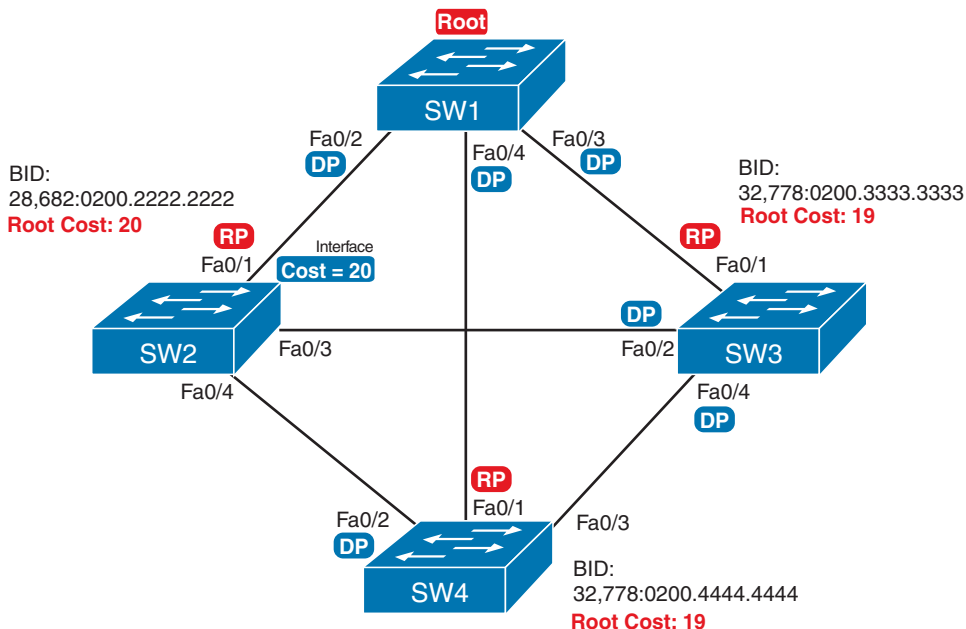 Root
SW1
Fa0/2
DP
Fa0/4
DP
Fa0/3
DP
BID:
28,682:0200.2222.2222
Root Cost: 20
BID:
32,778:0200.3333.3333
Root Cost: 19
RP
Fa0/1
Interface
Cost = 20
RP
Fa0/1
SW2
Fa0/3
Fa0/4
DP
Fa0/2
SW3
Fa0/4
DP
RP
Fa0/1
Fa0/2
DP
Fa0/3
SW4
BID:
32,778:0200.4444.4444
Root Cost: 19